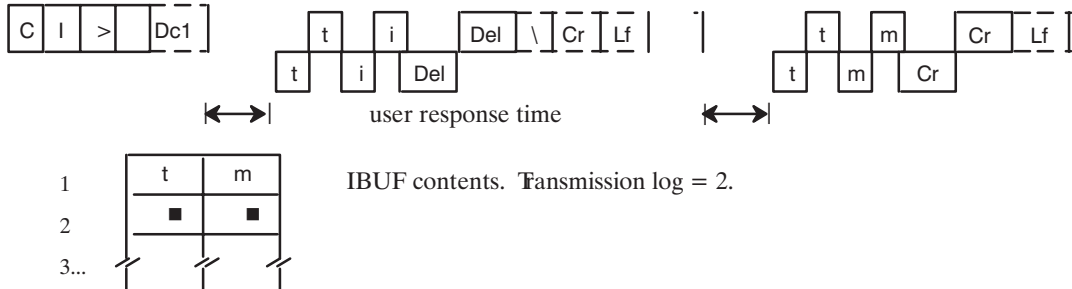 C I > Dc1 t i Del \ Cr Lf t m Cr Lf
t i Del t m Cr
user response time
1 t m IBUF contents. Transmission log = 2.
2 ■ ■
3...